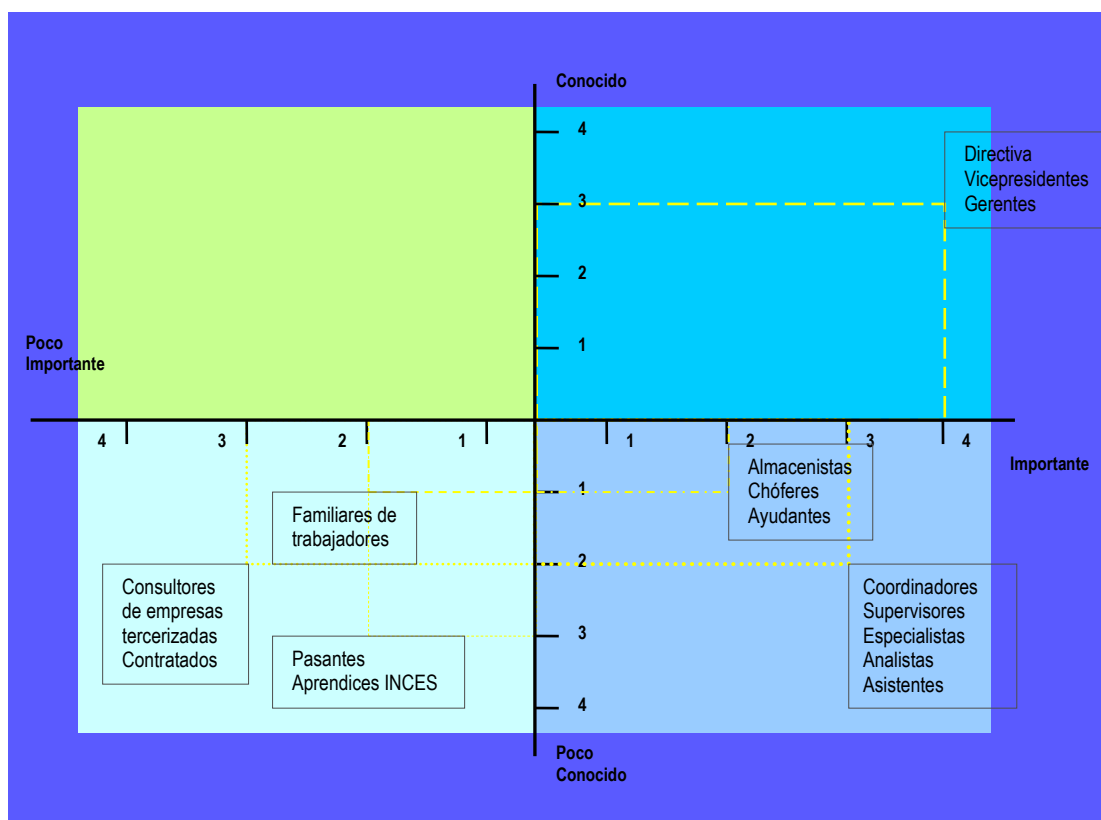 Conocido
4
Directiva
Vicepresidentes
Gerentes
3
2
1
Poco
Importante
4
3
2
1
1
2
3
4
Importante
Almacenistas
Chóferes
Ayudantes
1
Familiares de
trabajadores
2
Consultores
de empresas
tercerizadas
Contratados
Coordinadores
Supervisores
Especialistas
Analistas
Asistentes
3
Pasantes
Aprendices INCES
4
Poco
Conocido